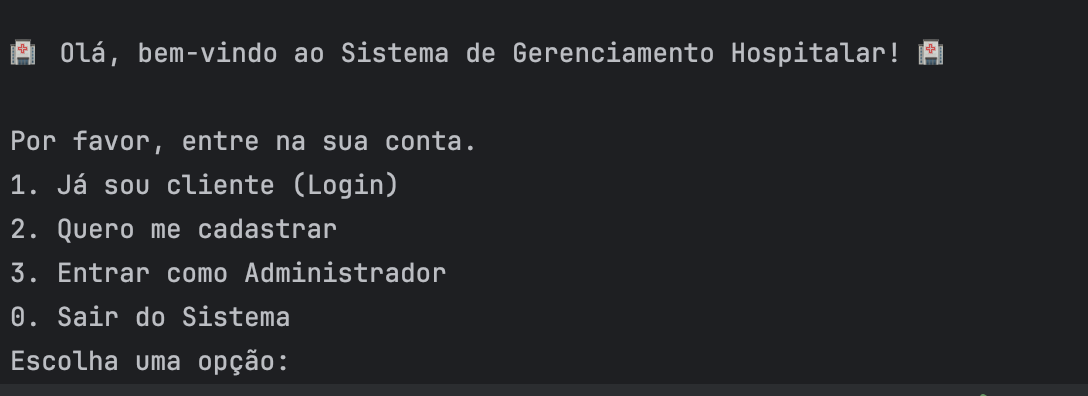 🏥 Olá, bem-vindo ao Sistema de Gerenciamento Hospitalar! 🏥
Por favor, entre na sua conta.
1. Já sou cliente (Login)
2. Quero me cadastrar
3. Entrar como Administrador
0. Sair do Sistema
Escolha uma opção: